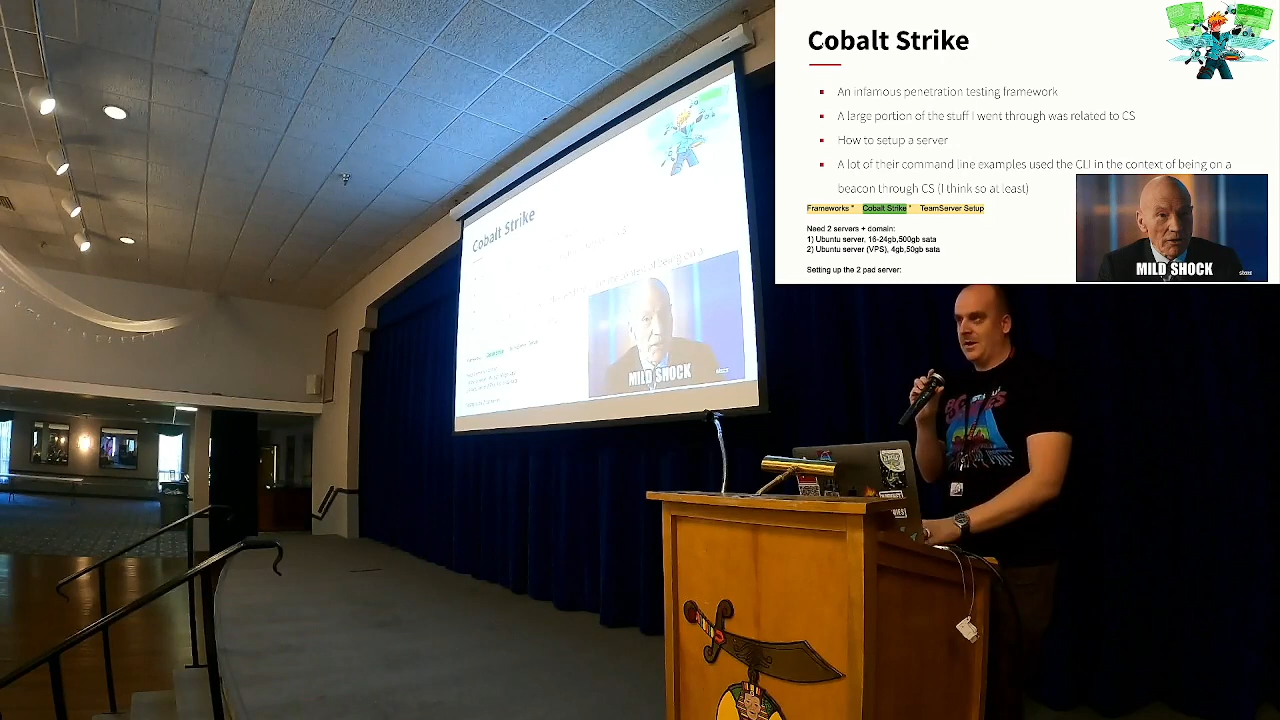 Cobalt Strike
An infamous penetration testing framework
A large portion of the stuff I went through was related to CS
How to setup a server
A lot of their command line examples used the CLI in the context of being on a
beacon through CS (I think so at least)
Frameworks * Cobalt Strike * TeamServer Setup
Need 2 servers + domain:
1) Ubuntu server, 16-24gb,500gb sata
2) Ubuntu server (VPS), 4gb,50gb sata
Setting up the 2 pad server:
MILD SHOCK
Cobalt Strike
MILD SHOCK